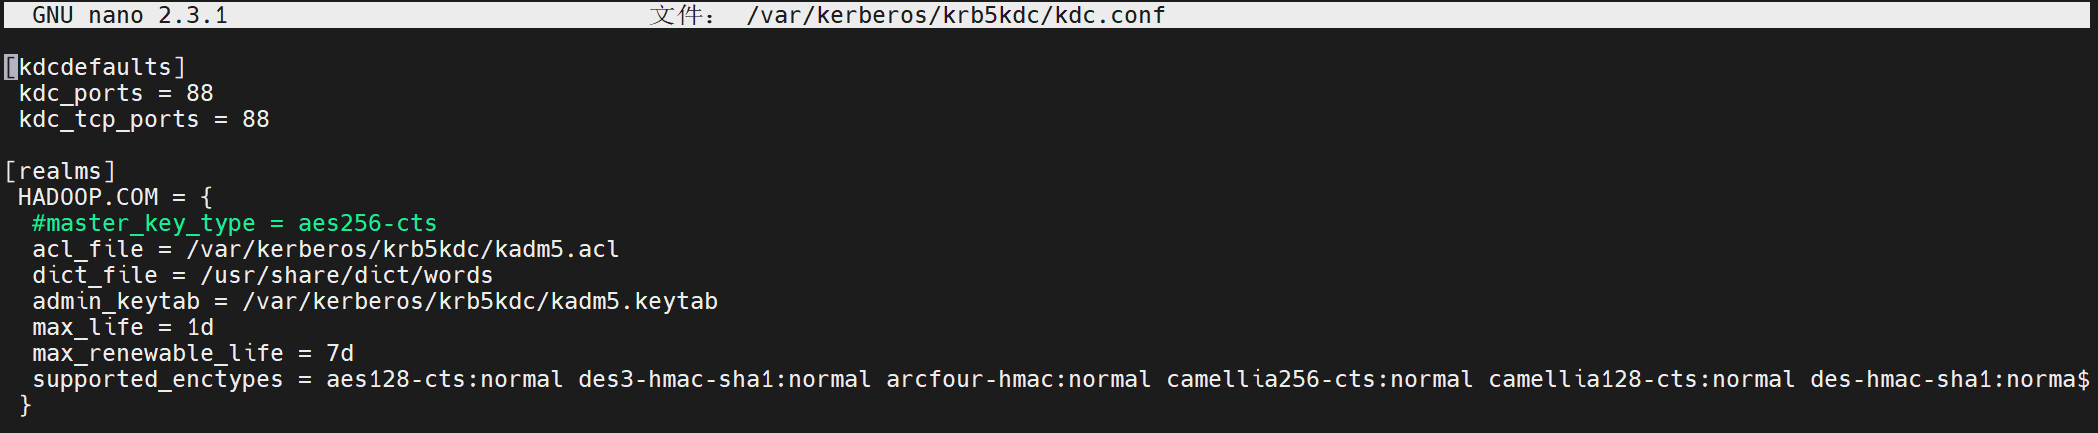 GNU nano 2.3.1 文件： /var/kerberos/krb5kdc/kdc.conf
[kdcdefaults]
kdc_ports = 88
kdc_tcp_ports = 88
[realms]
HADOOP.COM = {
#master_key_type = aes256-cts
acl_file = /var/kerberos/krb5kdc/kadm5.acl
dict_file = /usr/share/dict/words
admin_keytab = /var/kerberos/krb5kdc/kadm5.keytab
max_life = 1d
max_renewable_life = 7d
supported_enctypes = aes128-cts:normal des3-hmac-sha1:normal arcfour-hmac:normal camellia256-cts:normal camellia128-cts:normal des-hmac-sha1:norma$
}